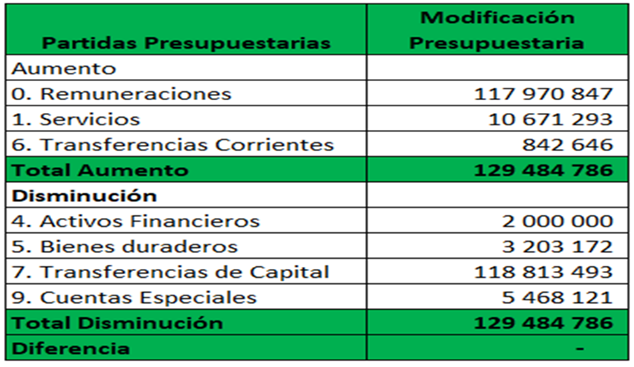 Partidas Presupuestarias Modificación Presupuestaria
Aumento
0. Remuneraciones 117 970 847
1. Servicios 10 671 293
6. Transferencias Corrientes 842 646
Total Aumento 129 484 786
Disminución
4. Activos Financieros 2 000 000
5. Bienes duraderos 3 203 172
7. Transferencias de Capital 118 813 493
9. Cuentas Especiales 5 468 121
Total Disminución 129 484 786
Diferencia -